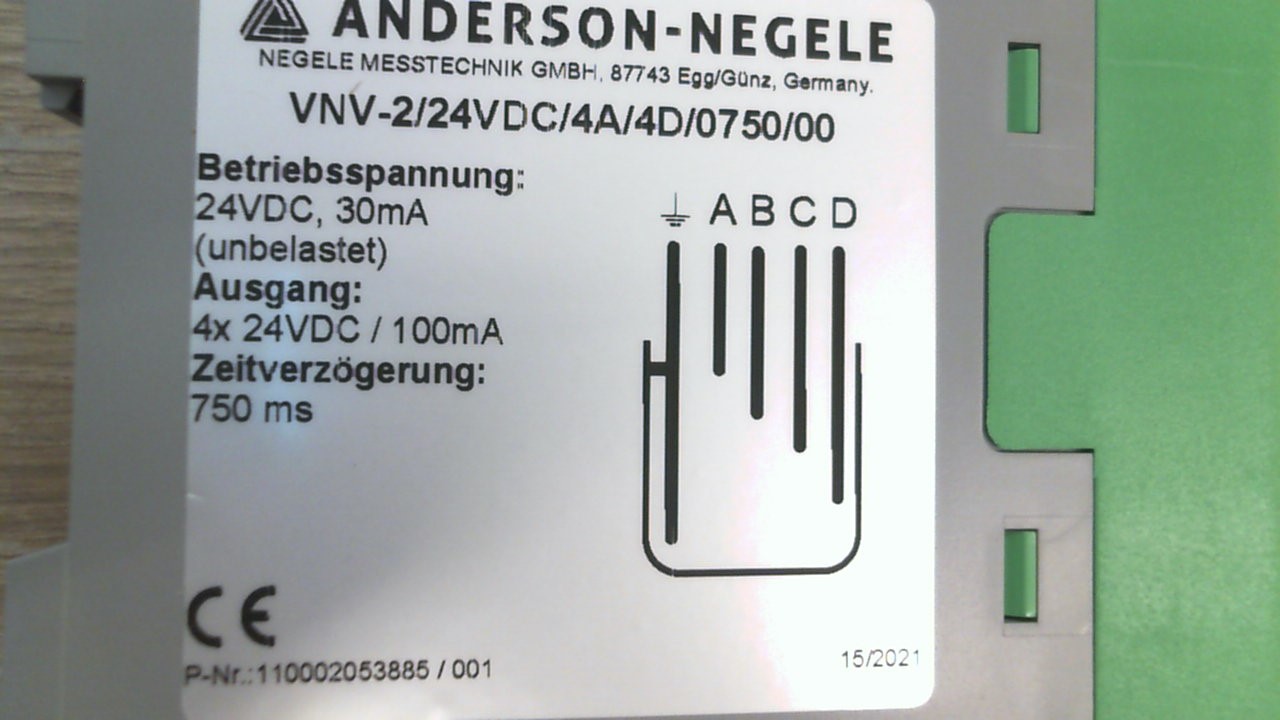 ANDERSON-NEGELE
NEGELE MESSTECHNIK GMBH, 87743 Egg/Günz, Germany.
VNV-2/24VDC/4A/4D/0750/00
Betriebsspannung:
24VDC, 30mA
(unbelastet)
Ausgang:
4x 24VDC / 100mA
Zeitverzögerung:
750 ms
A B C D
CE
P-Nr.:110002053885 / 001
15/2021